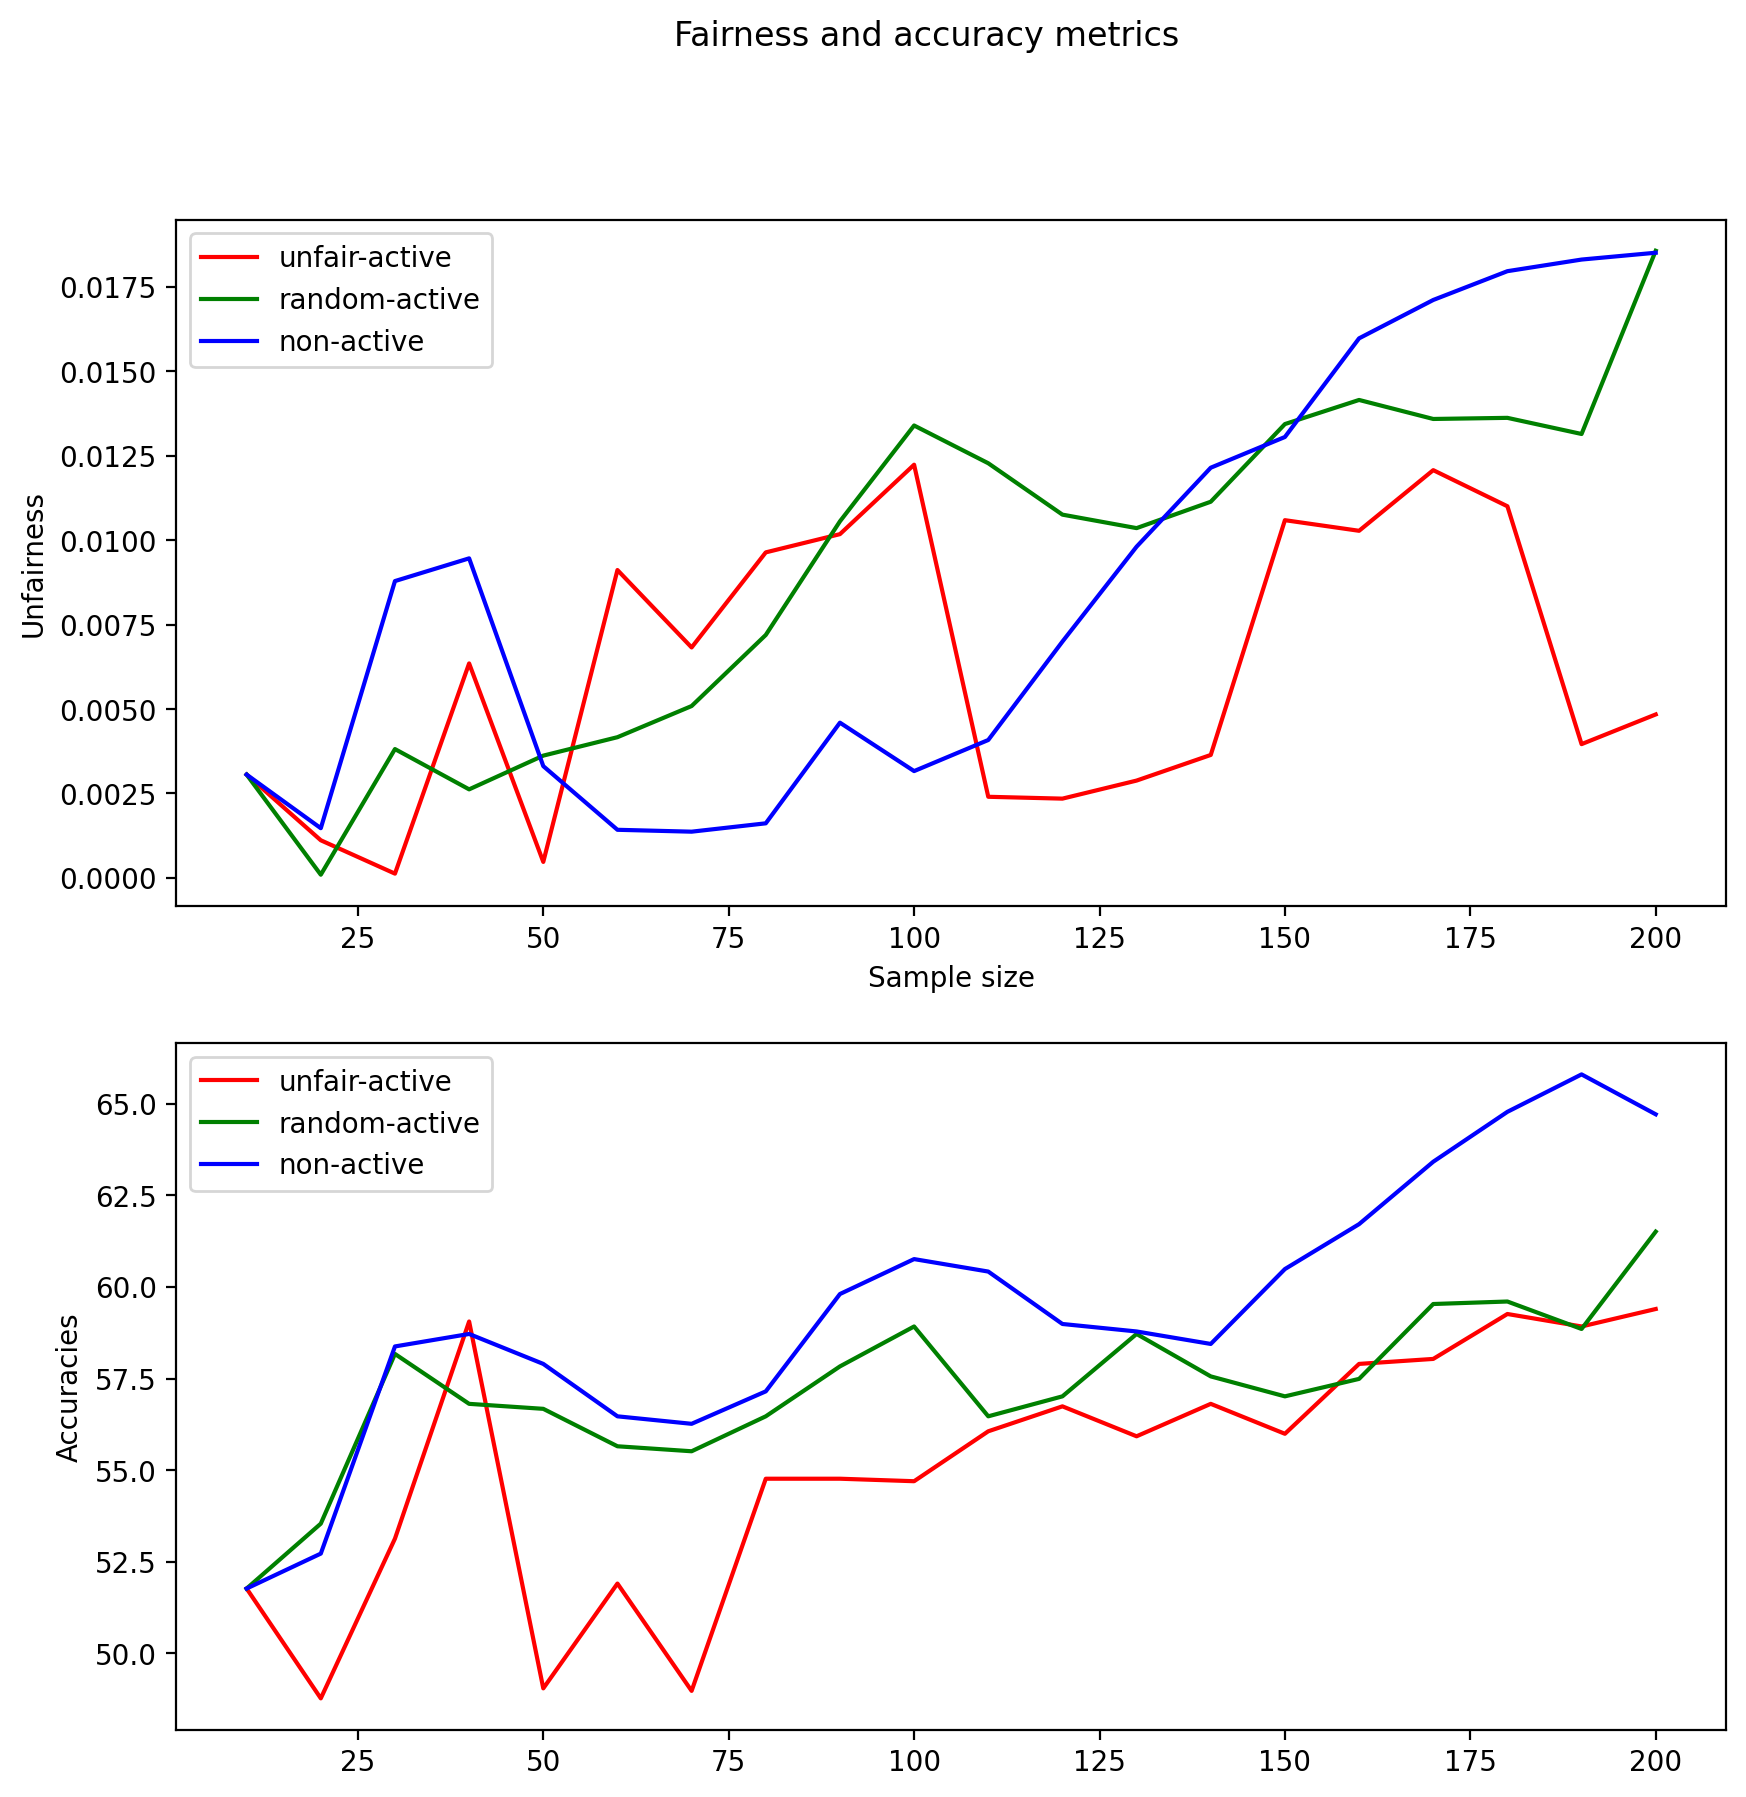 Fairness and accuracy metrics
unfair-active
random-active
non-active
0.0175
0.0150
0.0125
0.0100
0.0075
0.0050
0.0025
0.0000
Unfairness
25 50 75 100 125 150 175 200
Sample size
unfair-active
random-active
non-active
65.0
62.5
60.0
57.5
55.0
52.5
50.0
Accuracies
25 50 75 100 125 150 175 200